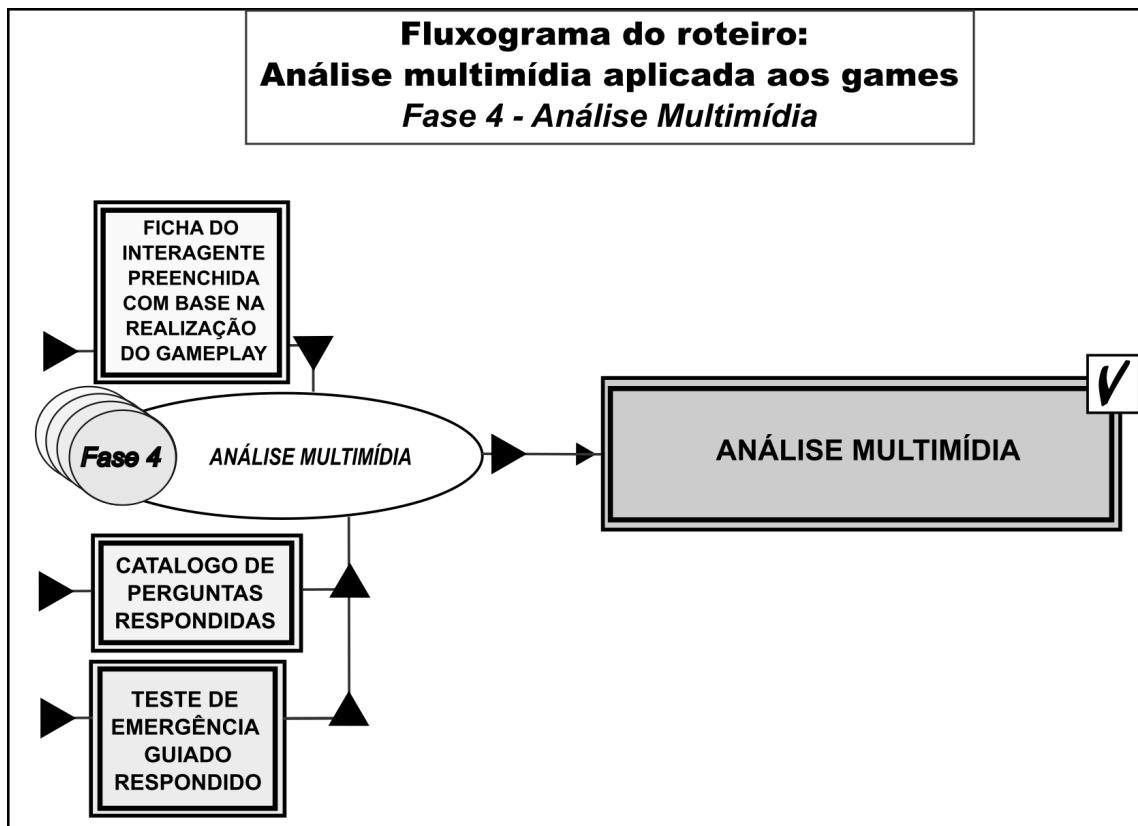 Fluxograma do roteiro:
Análise multimídia aplicada aos games
Fase 4 - Análise Multimídia
FICHA DO
INTERAGENTE
PREENCHIDA
COM BASE NA
REALIZAÇÃO
DO GAMEPLAY
Fase 4
ANÁLISE MULTIMÍDIA
ANÁLISE MULTIMÍDIA
CATALOGO DE
PERGUNTAS
RESPONDIDAS
TESTE DE
EMERGÊNCIA
GUIADO
RESPONDIDO